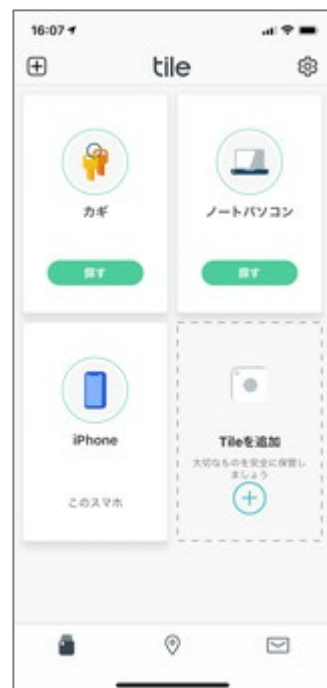 16:07
tile
カギ
ノートパソコン
探す
探す
iPhone
Tileを追加
大切なものを安全に保管し
ましょう
このスマホ